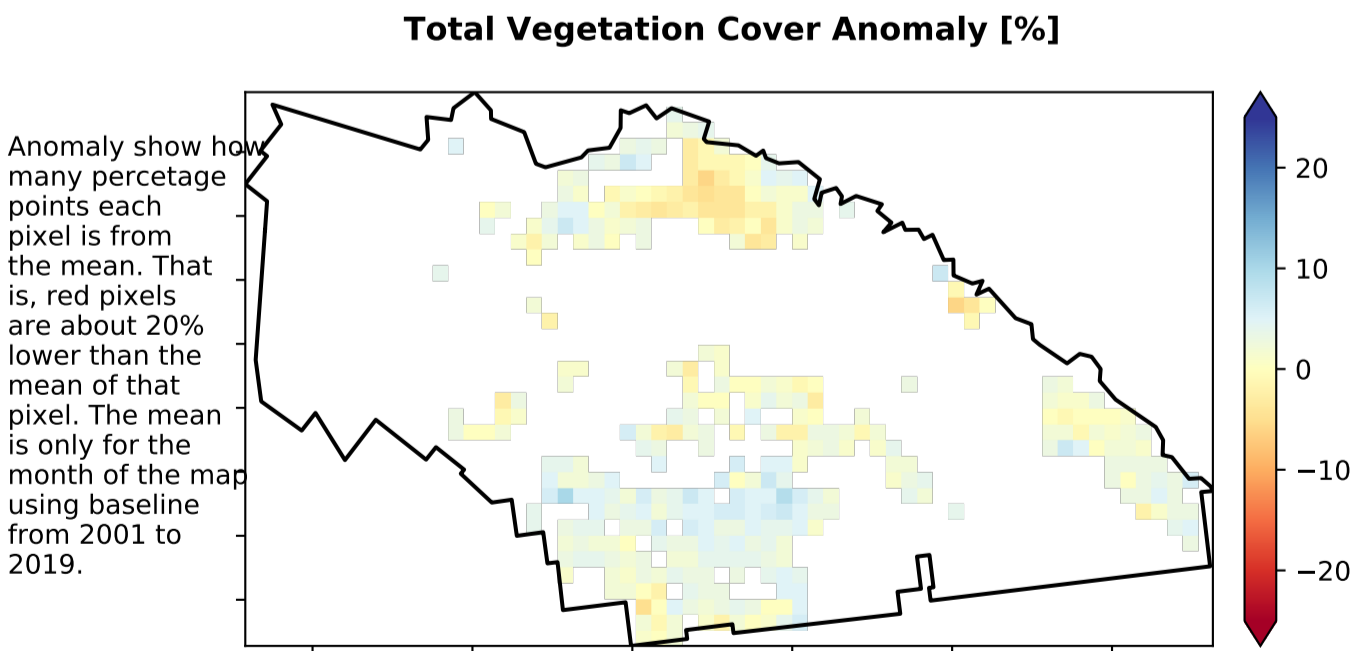 Total Vegetation Cover Anomaly [%]
Anomaly show how
many percetage
points each
pixel is from
the mean. That
is, red pixels
are about 20%
lower than the
mean of that
pixel. The mean
is only for the
month of the map
using baseline
from 2001 to
2019.
20
10
0
−10
−20